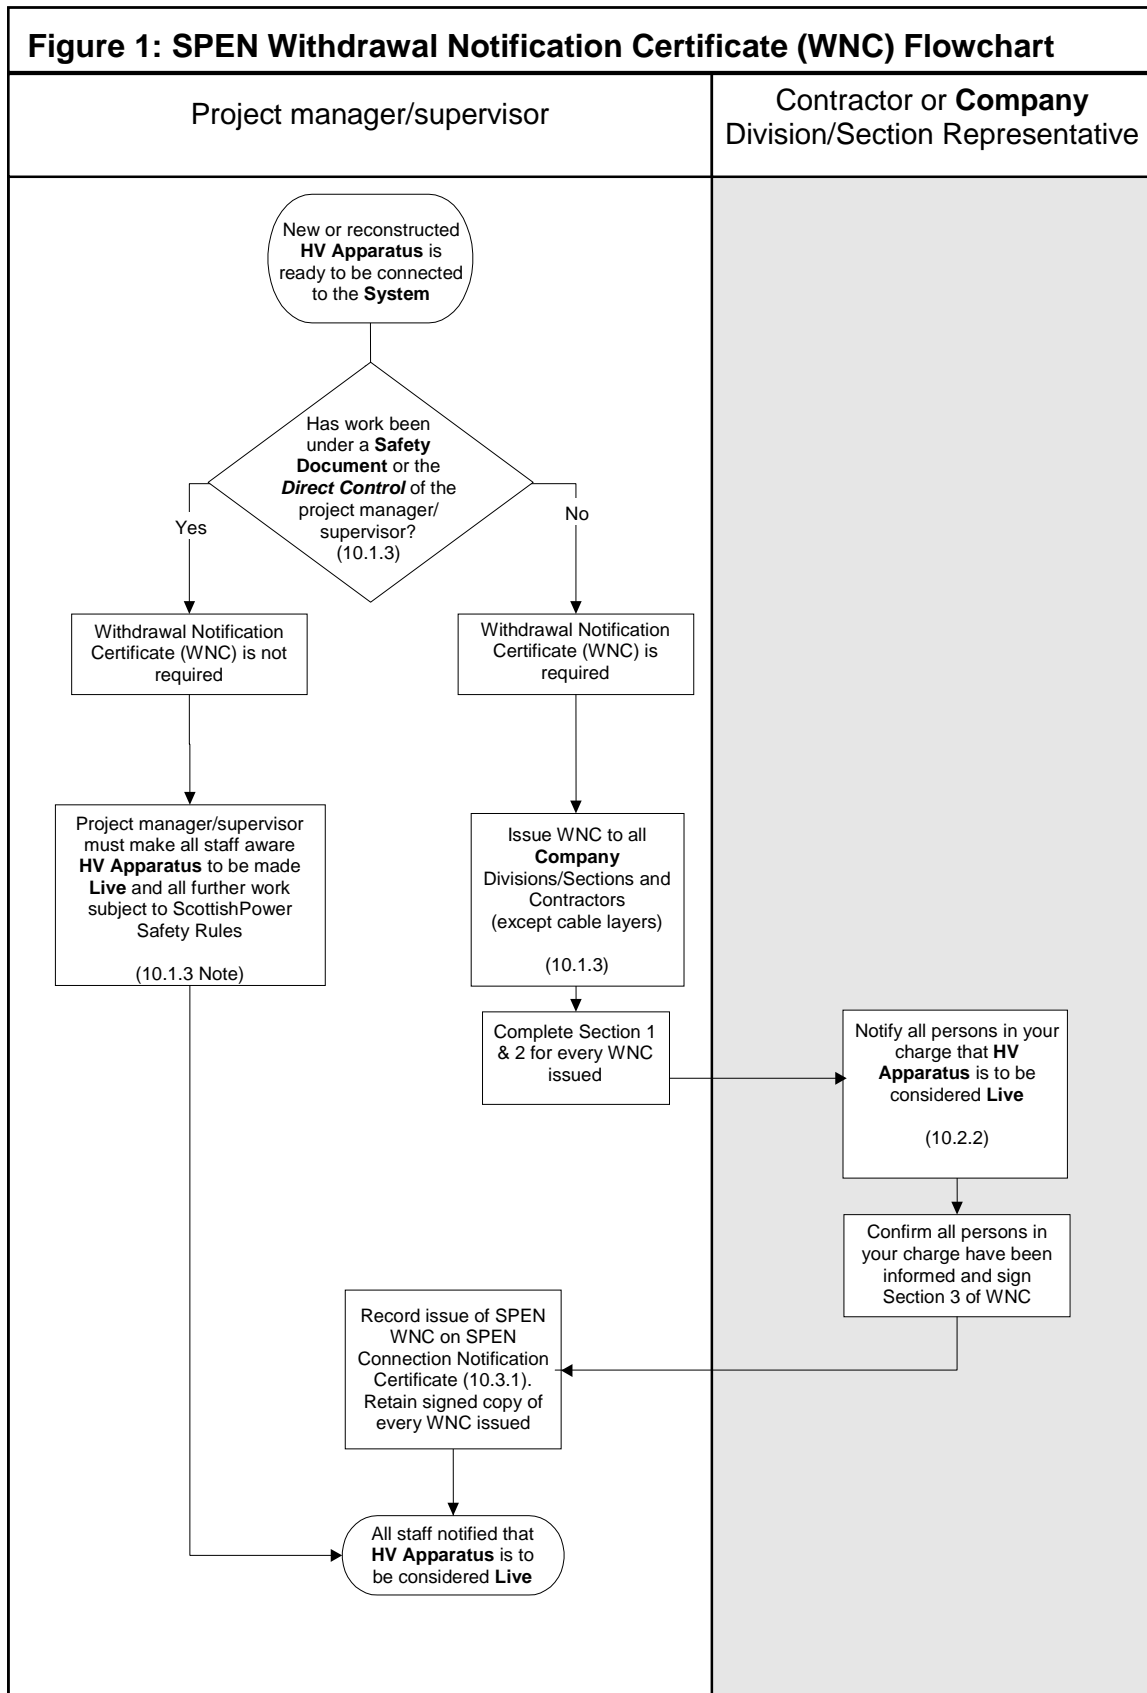 Figure 1: SPEN Withdrawal Notification Certificate (WNC) Flowchart
Project manager/supervisor
Contractor or Company
Division/Section Representative
New or reconstructed
HV Apparatus is
ready to be connected
to the System
Has work been
under a Safety
Document or the
Direct Control of the
project manager/
supervisor?
(10.1.3)
Yes
No
Withdrawal Notification
Certificate (WNC) is not
required
Withdrawal Notification
Certificate (WNC) is
required
Project manager/supervisor
must make all staff aware
HV Apparatus to be made
Live and all further work
subject to ScottishPower
Safety Rules
(10.1.3 Note)
Issue WNC to all
Company
Divisions/Sections and
Contractors
(except cable layers)
(10.1.3)
Complete Section 1
& 2 for every WNC
issued
Notify all persons in your
charge that HV
Apparatus is to be
considered Live
(10.2.2)
Confirm all persons in
your charge have been
informed and sign
Section 3 of WNC
Record issue of SPEN
WNC on SPEN
Connection Notification
Certificate (10.3.1).
Retain signed copy of
every WNC issued
All staff notified that
HV Apparatus is to
be considered Live